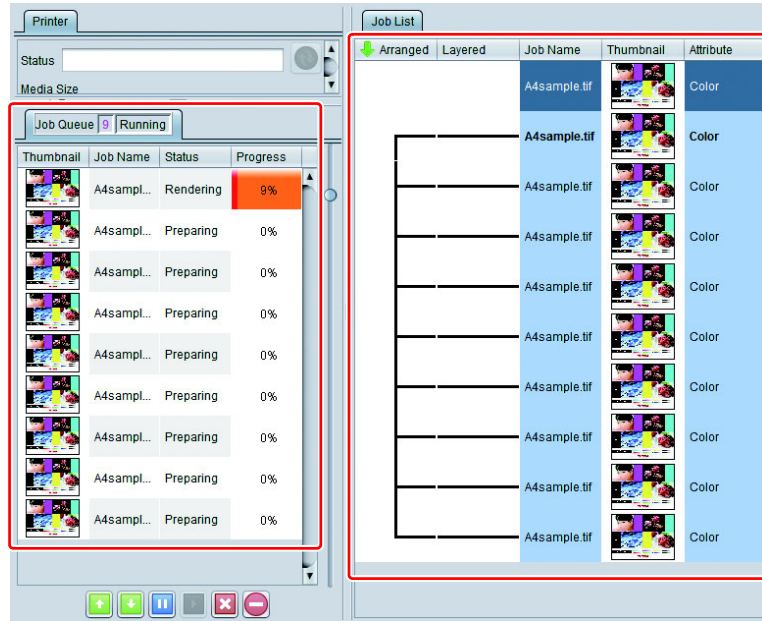 Printer
Status
Media Size
Job Queue 9 Running
Thumbnail Job Name Status Progress
A4sampl... Rendering 9%
A4sampl... Preparing 0%
A4sampl... Preparing 0%
A4sampl... Preparing 0%
A4sampl... Preparing 0%
A4sampl... Preparing 0%
A4sampl... Preparing 0%
A4sampl... Preparing 0%
A4sampl... Preparing 0%
Job List
Arranged Layered Job Name Thumbnail Attribute
A4sample.tif Color
A4sample.tif Color
A4sample.tif Color
A4sample.tif Color
A4sample.tif Color
A4sample.tif Color
A4sample.tif Color
A4sample.tif Color
A4sample.tif Color
A4sample.tif Color